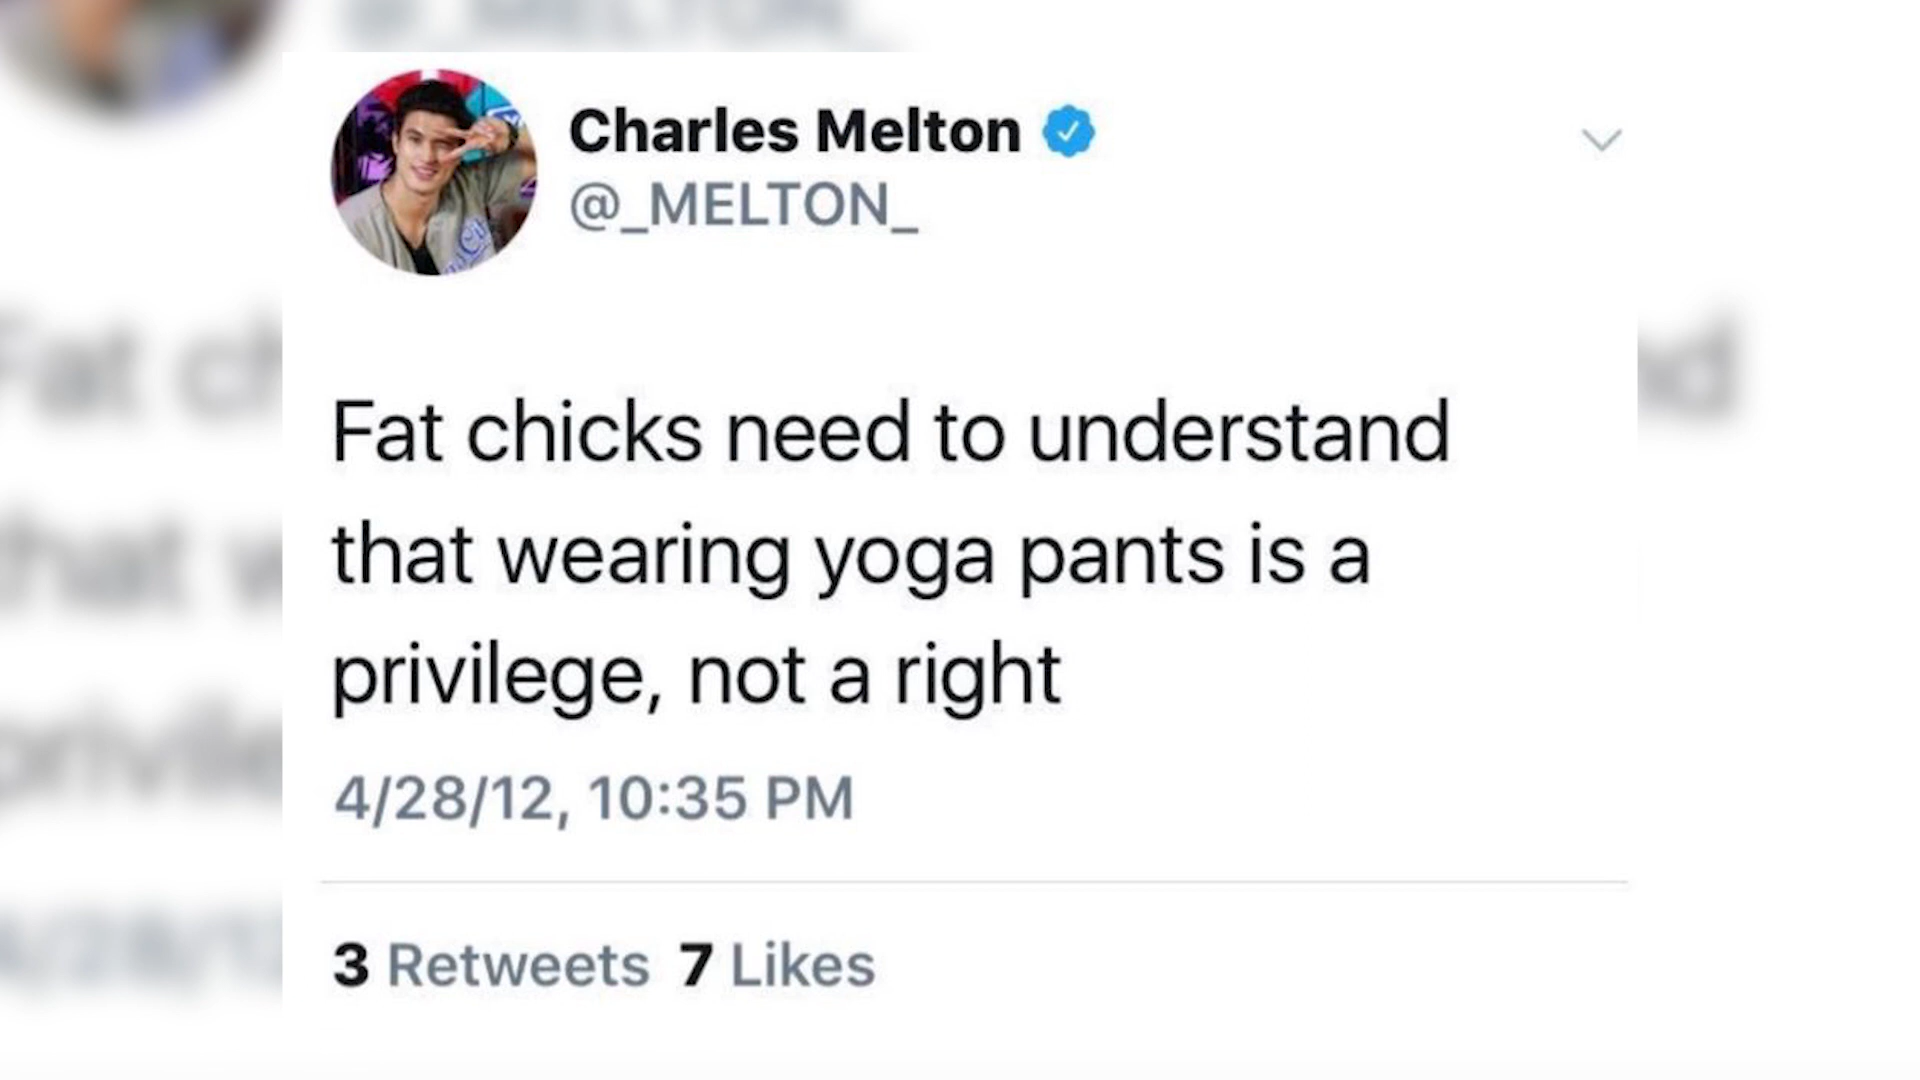 Charles Melton
@_MELTON_
Fat chicks need to understand
that wearing yoga pants is a
privilege, not a right
4/28/12, 10:35 PM
3 Retweets 7 Likes